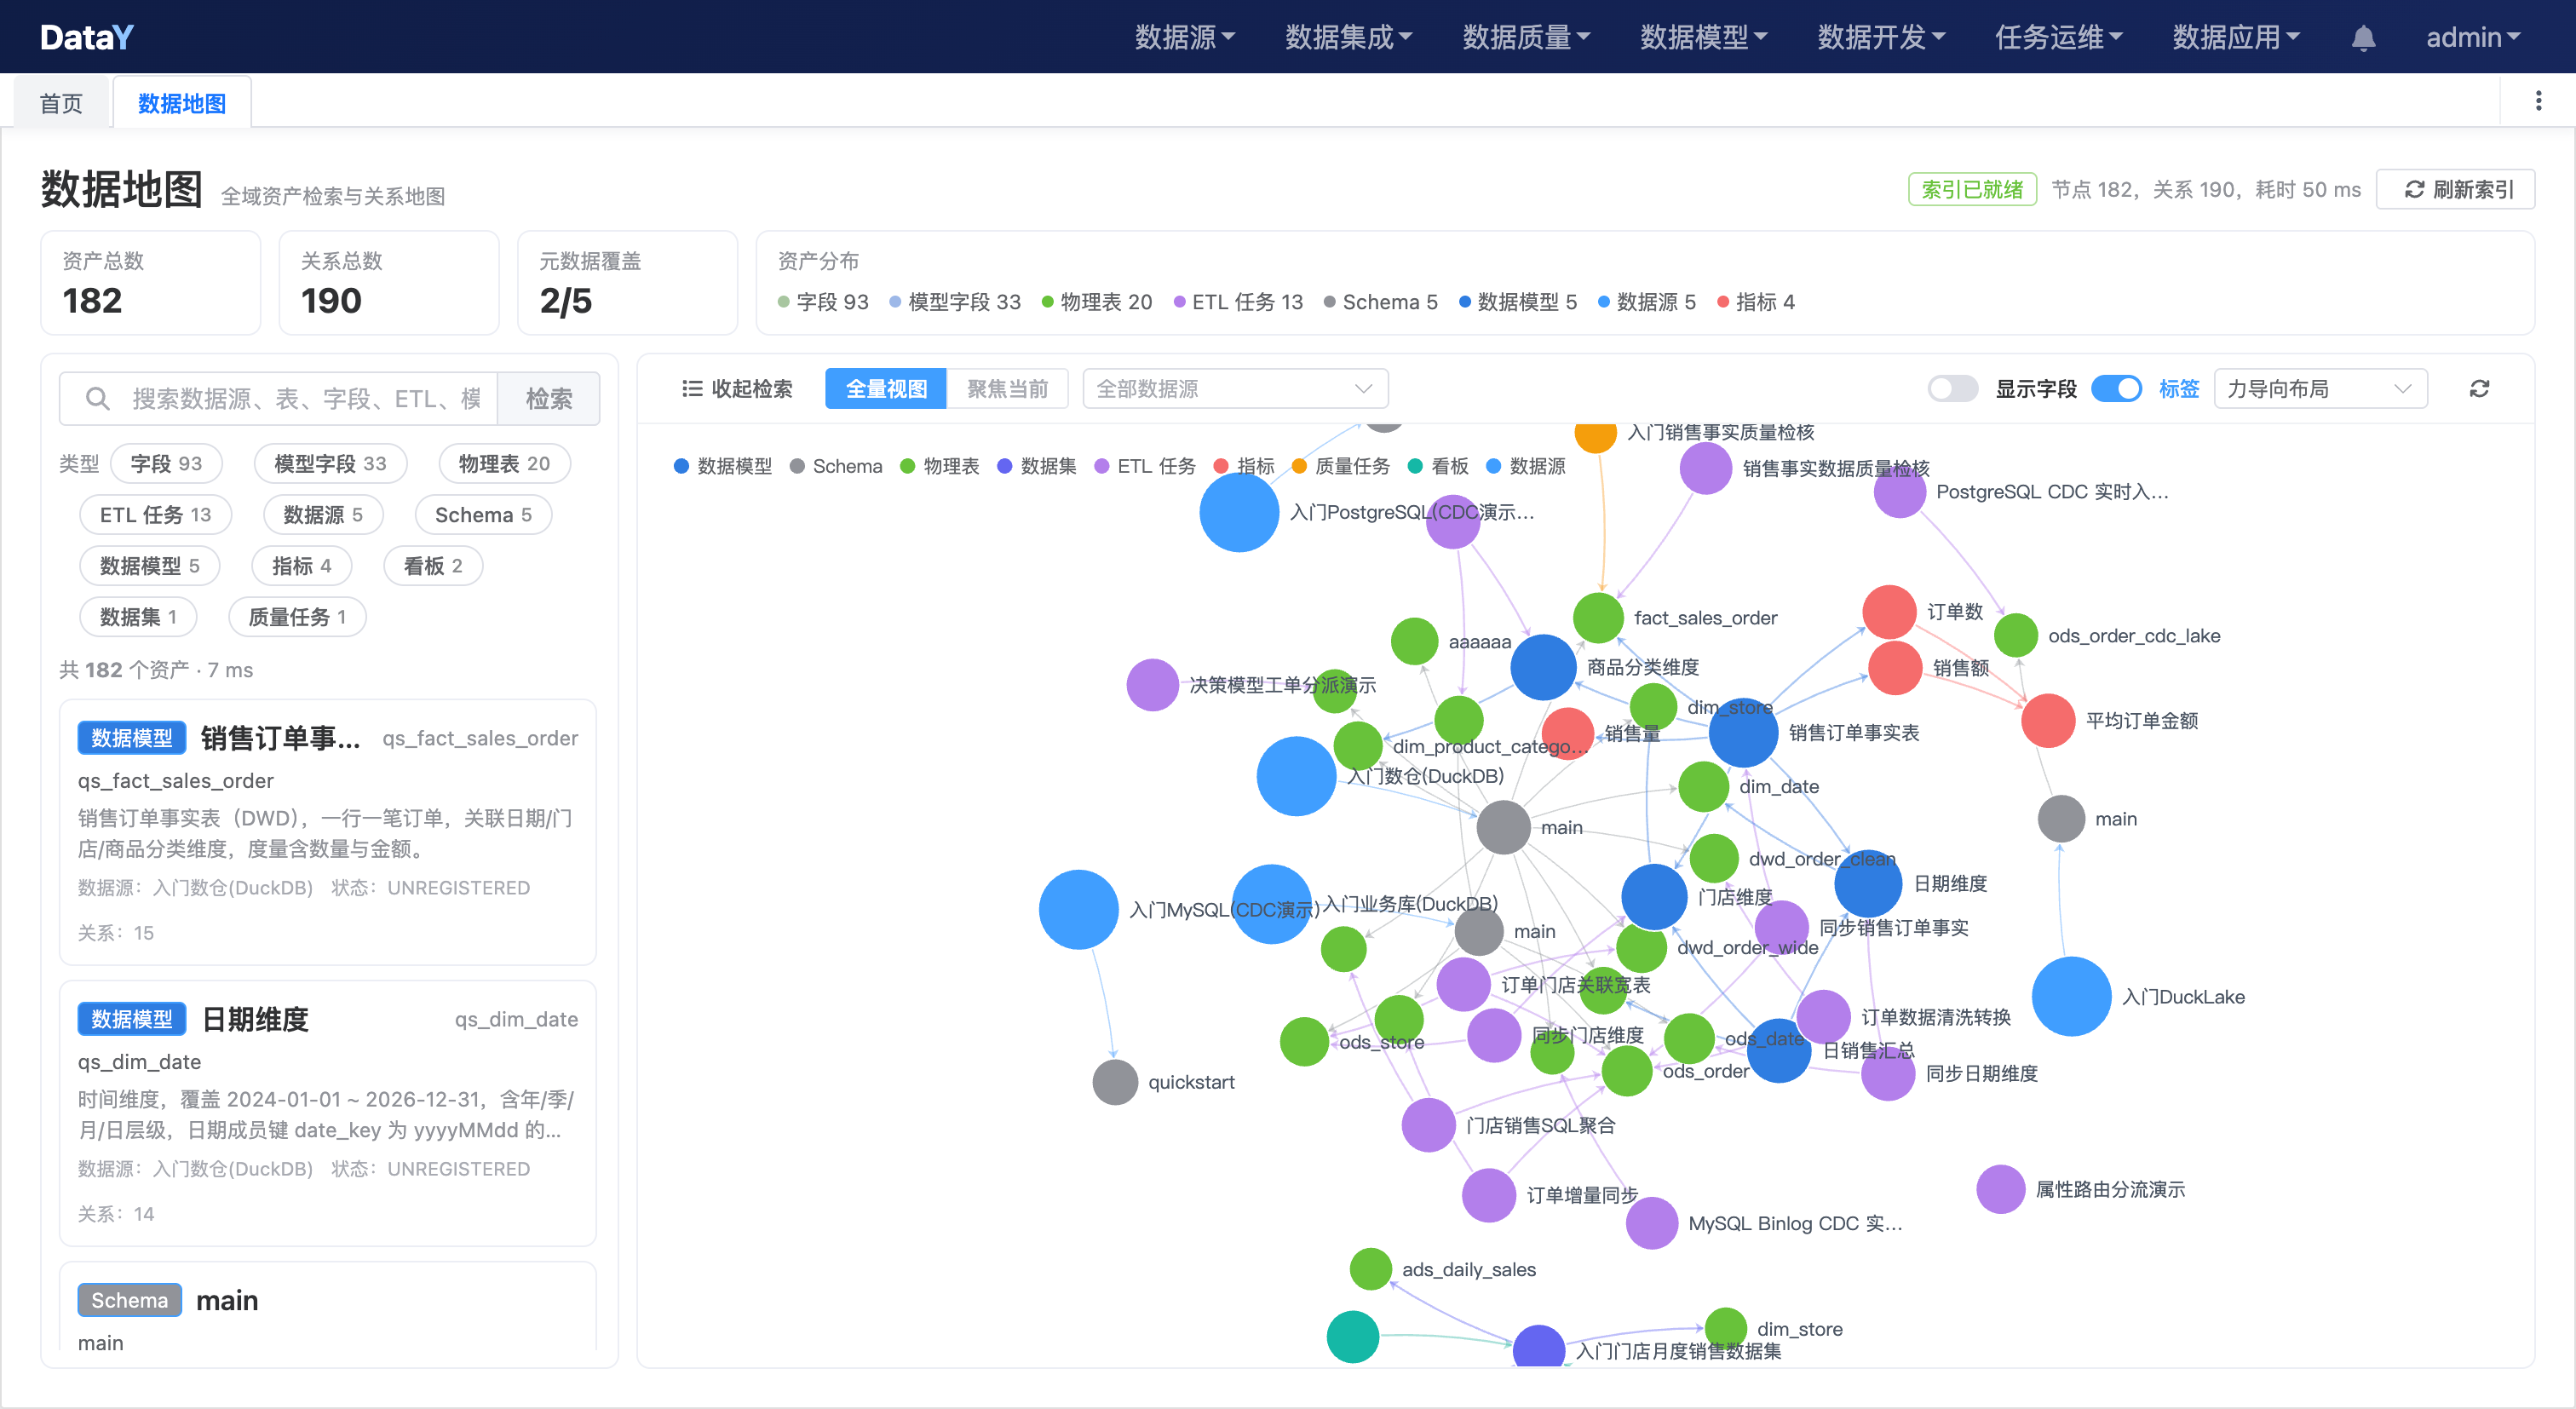 DataY
数据源 数据集成 数据质量 数据模型 数据开发 任务运维 数据应用 admin
首页 数据地图
数据地图 全域资产检索与关系地图
索引已就绪 节点 182，关系 190，耗时 50 ms 刷新索引
资产总数
182
关系总数
190
元数据覆盖
2/5
资产分布
字段 93 模型字段 33 物理表 20 ETL 任务 13 Schema 5 数据模型 5 数据源 5 指标 4
搜索数据源、表、字段、ETL、模 检索
类型 字段 93 模型字段 33 物理表 20
ETL 任务 13 数据源 5 Schema 5
数据模型 5 指标 4 看板 2
数据集 1 质量任务 1
共 182 个资产 · 7 ms
数据模型 销售订单事... qs_fact_sales_order
qs_fact_sales_order
销售订单事实表（DWD），一行一笔订单，关联日期/门
店/商品分类维度，度量含数量与金额。
数据源：入门数仓(DuckDB) 状态：UNREGISTERED
关系：15
数据模型 日期维度 qs_dim_date
qs_dim_date
时间维度，覆盖 2024-01-01 ~ 2026-12-31，含年/季/
月/日层级，日期成员键 date_key 为 yyyyMMdd 的...
数据源：入门数仓(DuckDB) 状态：UNREGISTERED
关系：14
Schema main
main
收起检索 全量视图 聚焦当前 全部数据源 显示字段 标签 力导向布局
入门销售事实质量检核
数据模型 Schema 物理表 数据集 ETL 任务 指标 质量任务 看板 数据源
销售事实数据质量检核
PostgreSQL CDC 实时入...
入门PostgreSQL(CDC演示...
订单数
fact_sales_order
ods_order_cdc_lake
aaaaaa
商品分类维度
销售额
决策模型工单分派演示
dim_store
平均订单金额
销售量
销售订单事实表
dim_product_catego...
入门数仓(DuckDB)
dim_date
main
main
dwd_order_clean
日期维度
门店维度
入门业务库(DuckDB)
入门MySQL(CDC演示)
同步销售订单事实
main
dwd_order_wide
订单门店关联宽表
入门DuckLake
订单数据清洗转换
同步门店维度
ods_date
ods_store
日销售汇总
ods_order
同步日期维度
quickstart
门店销售SQL聚合
属性路由分流演示
订单增量同步
MySQL Binlog CDC 实...
ads_daily_sales
dim_store
入门门店月度销售数据集